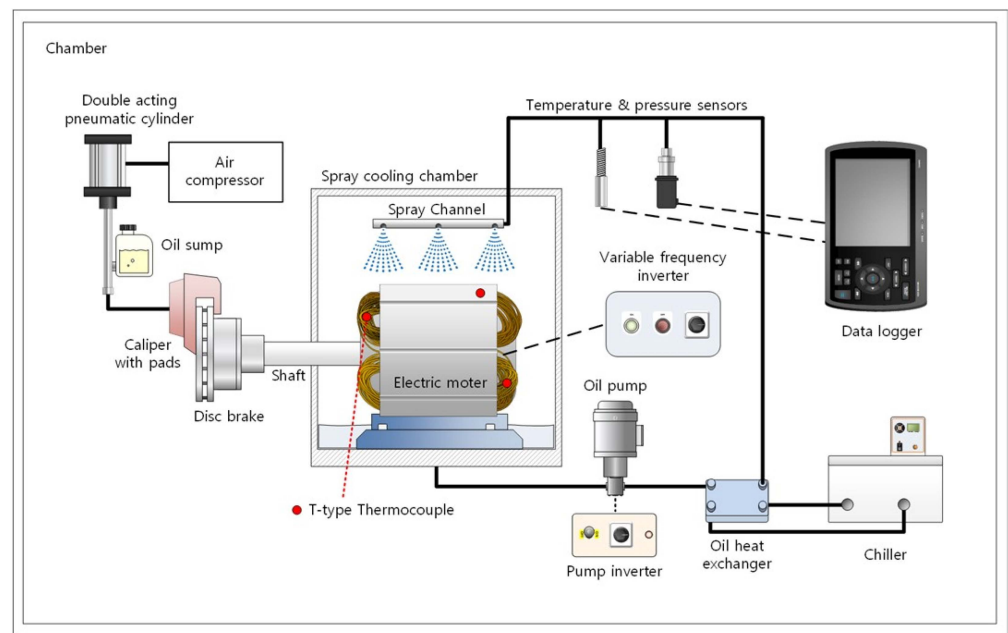 Chamber
Double acting
pneumatic cylinder
Air
compressor
Oil sump
Caliper
with pads
Disc brake
Shaft
Spray cooling chamber
Spray Channel
Electric moter
T-type Thermocouple
Temperature & pressure sensors
Variable frequency
inverter
Data logger
Oil pump
Pump inverter
Oil heat
exchanger
Chiller